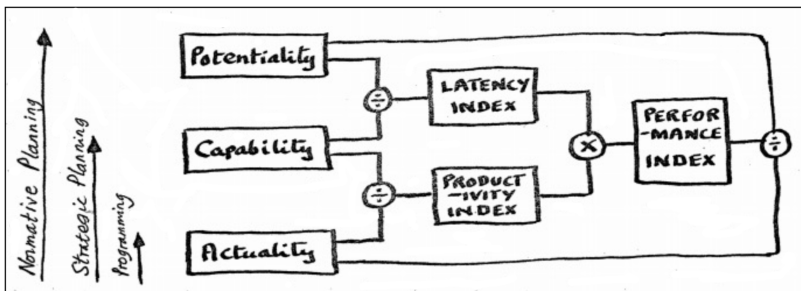 Normative Planning
Strategic Planning
Programming
Potentiality
Capability
Actuality
÷
÷
LATENCY
INDEX
PRODUCT
-IVITY
INDEX
×
PERFOR
-MANCE
INDEX
÷